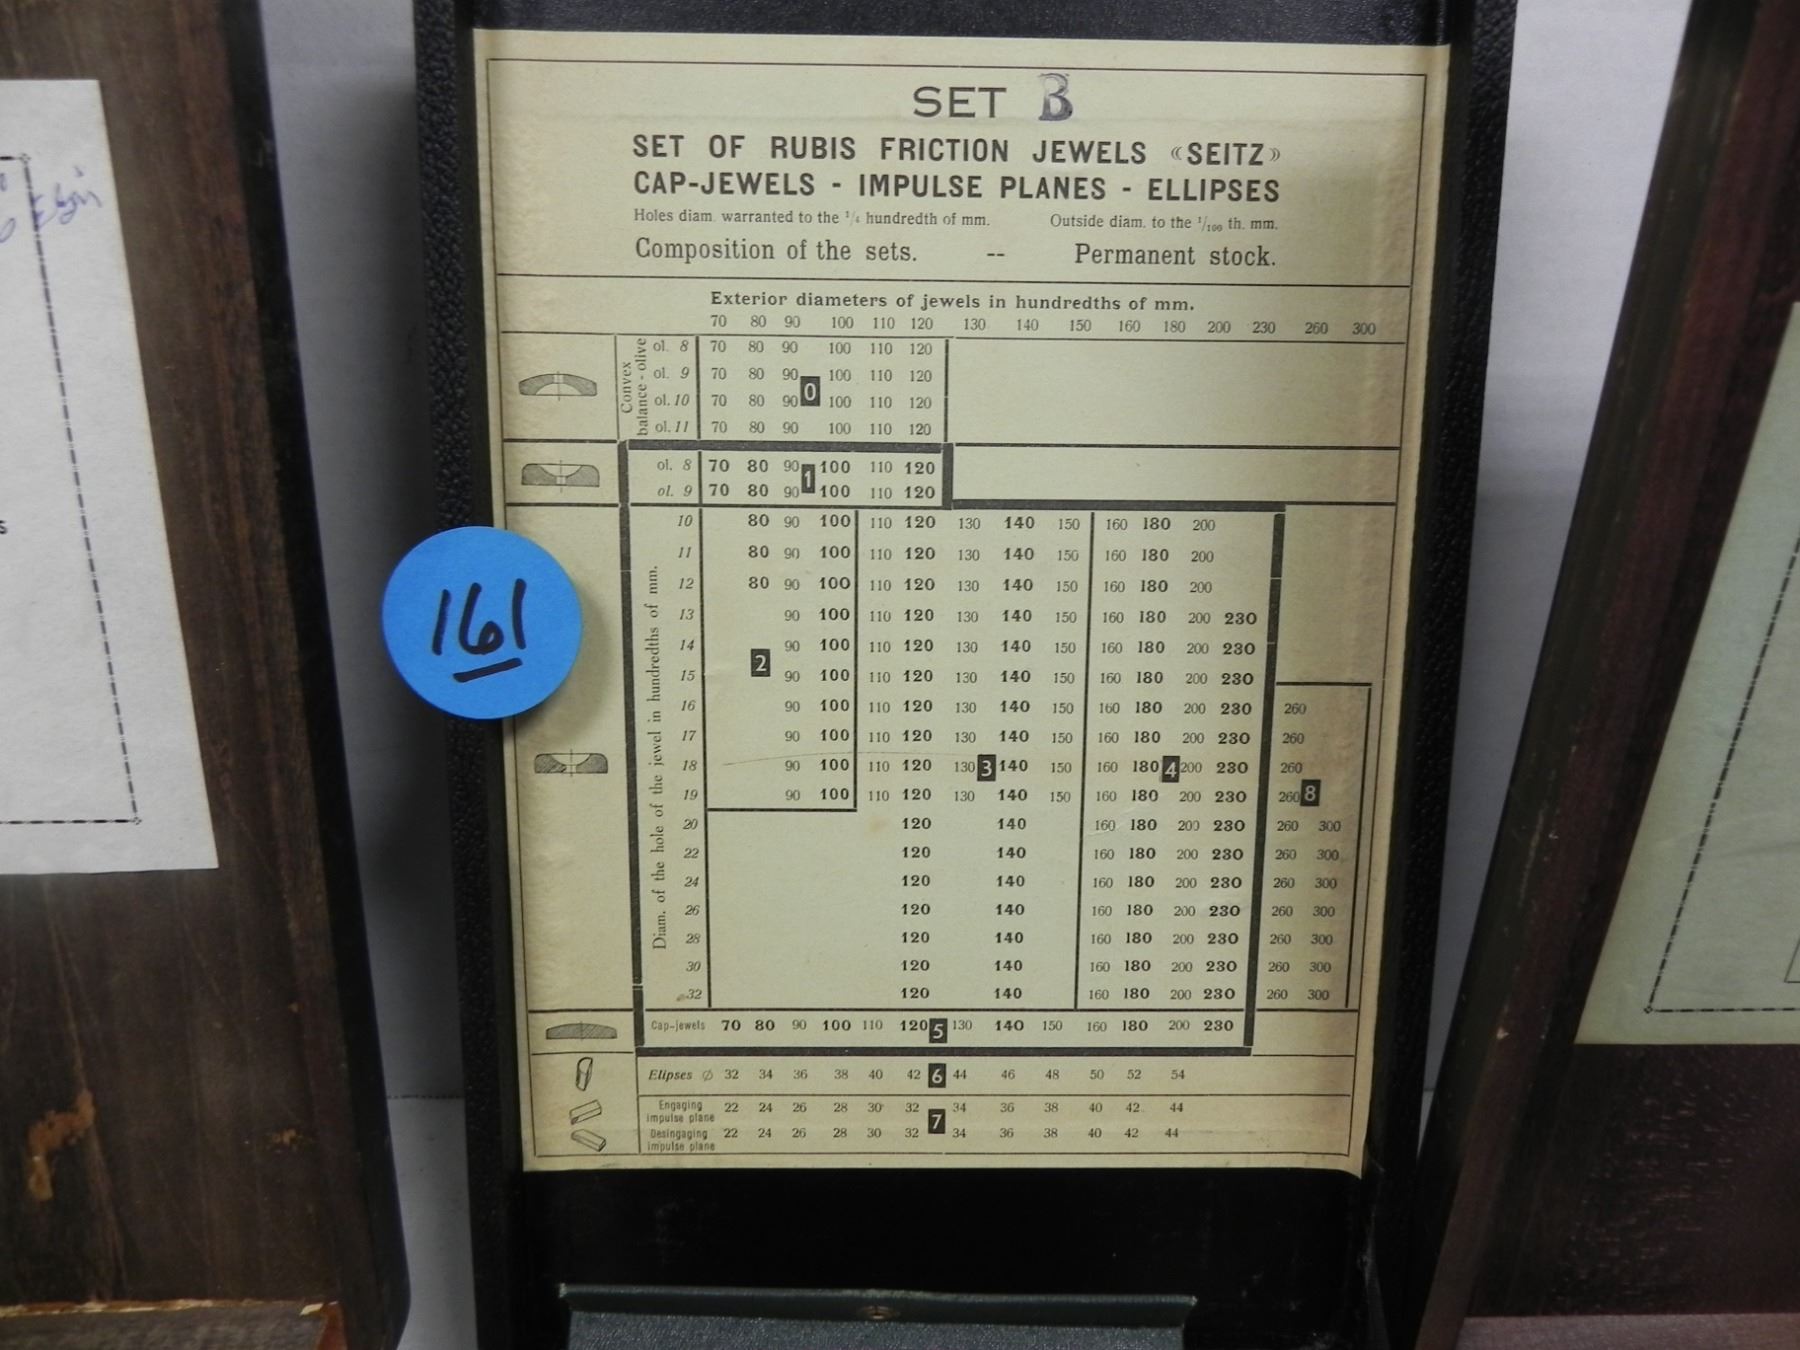 SET B
SET OF RUBIS FRICTION JEWELS «SEITZ»
CAP-JEWELS - IMPULSE PLANES - ELLIPSES
Holes diam. warranted to the 1/4 hundredth of mm. Outside diam. to the 1/100 th. mm.
Composition of the sets. -- Permanent stock.
Exterior diameters of jewels in hundredths of mm.
70 80 90 100 110 120 130 140 150 160 180 200 230 260 300
Convex balance - olive
ol. 8 70 80 90 100 110 120
ol. 9 70 80 90 100 110 120
0
ol. 10 70 80 90 100 110 120
ol. 11 70 80 90 100 110 120
ol. 8 70 80 90 100 110 120
1
ol. 9 70 80 90 100 110 120
Diam. of the hole of the jewel in hundredths of mm.
10 80 90 100 110 120 130 140 150 160 180 200
11 80 90 100 110 120 130 140 150 160 180 200
12 80 90 100 110 120 130 140 150 160 180 200
13 90 100 110 120 130 140 150 160 180 200 230
14 90 100 110 120 130 140 150 160 180 200 230
2
15 90 100 110 120 130 140 150 160 180 200 230
16 90 100 110 120 130 140 150 160 180 200 230 260
17 90 100 110 120 130 140 150 160 180 200 230 260
18 90 100 110 120 130 3 140 150 160 180 4 200 230 260
19 90 100 110 120 130 140 150 160 180 200 230 260 8
20 120 140 160 180 200 230 260 300
22 120 140 160 180 200 230 260 300
24 120 140 160 180 200 230 260 300
26 120 140 160 180 200 230 260 300
28 120 140 160 180 200 230 260 300
30 120 140 160 180 200 230 260 300
32 120 140 160 180 200 230 260 300
Cap-jewels 70 80 90 100 110 120 5 130 140 150 160 180 200 230
Elipses ∅ 32 34 36 38 40 42 6 44 46 48 50 52 54
Engaging impulse plane 22 24 26 28 30 32 34 36 38 40 42 44
7
Desingaging impulse plane 22 24 26 28 30 32 34 36 38 40 42 44
161